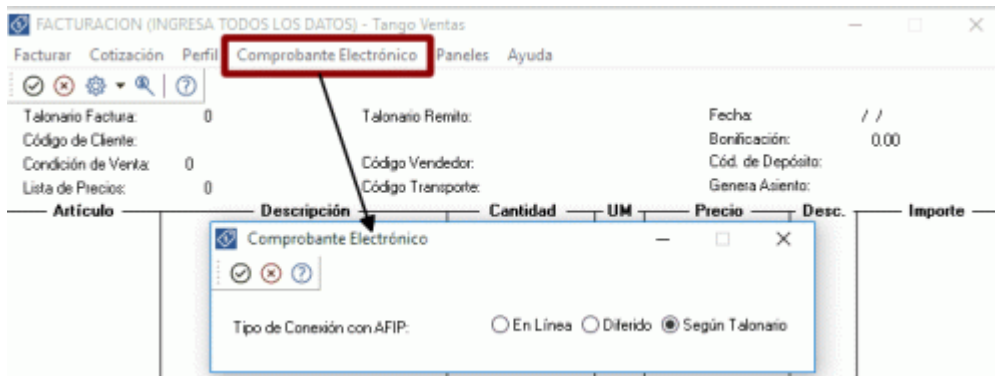 FACTURACION (INGRESA TODOS LOS DATOS) - Tango Ventas
Facturar Cotización Perfil Comprobante Electrónico Paneles Ayuda
Talonario Factura: 0 Talonario Remito: Fecha: / /
Código de Cliente: Bonificación: 0.00
Condición de Venta: 0 Código Vendedor: Cód. de Depósito:
Lista de Precios: 0 Código Transporte: Genera Asiento:
Artículo Descripción Cantidad UM Precio Desc. Importe
Comprobante Electrónico
Tipo de Conexión con AFIP: En Línea Diferido Según Talonario